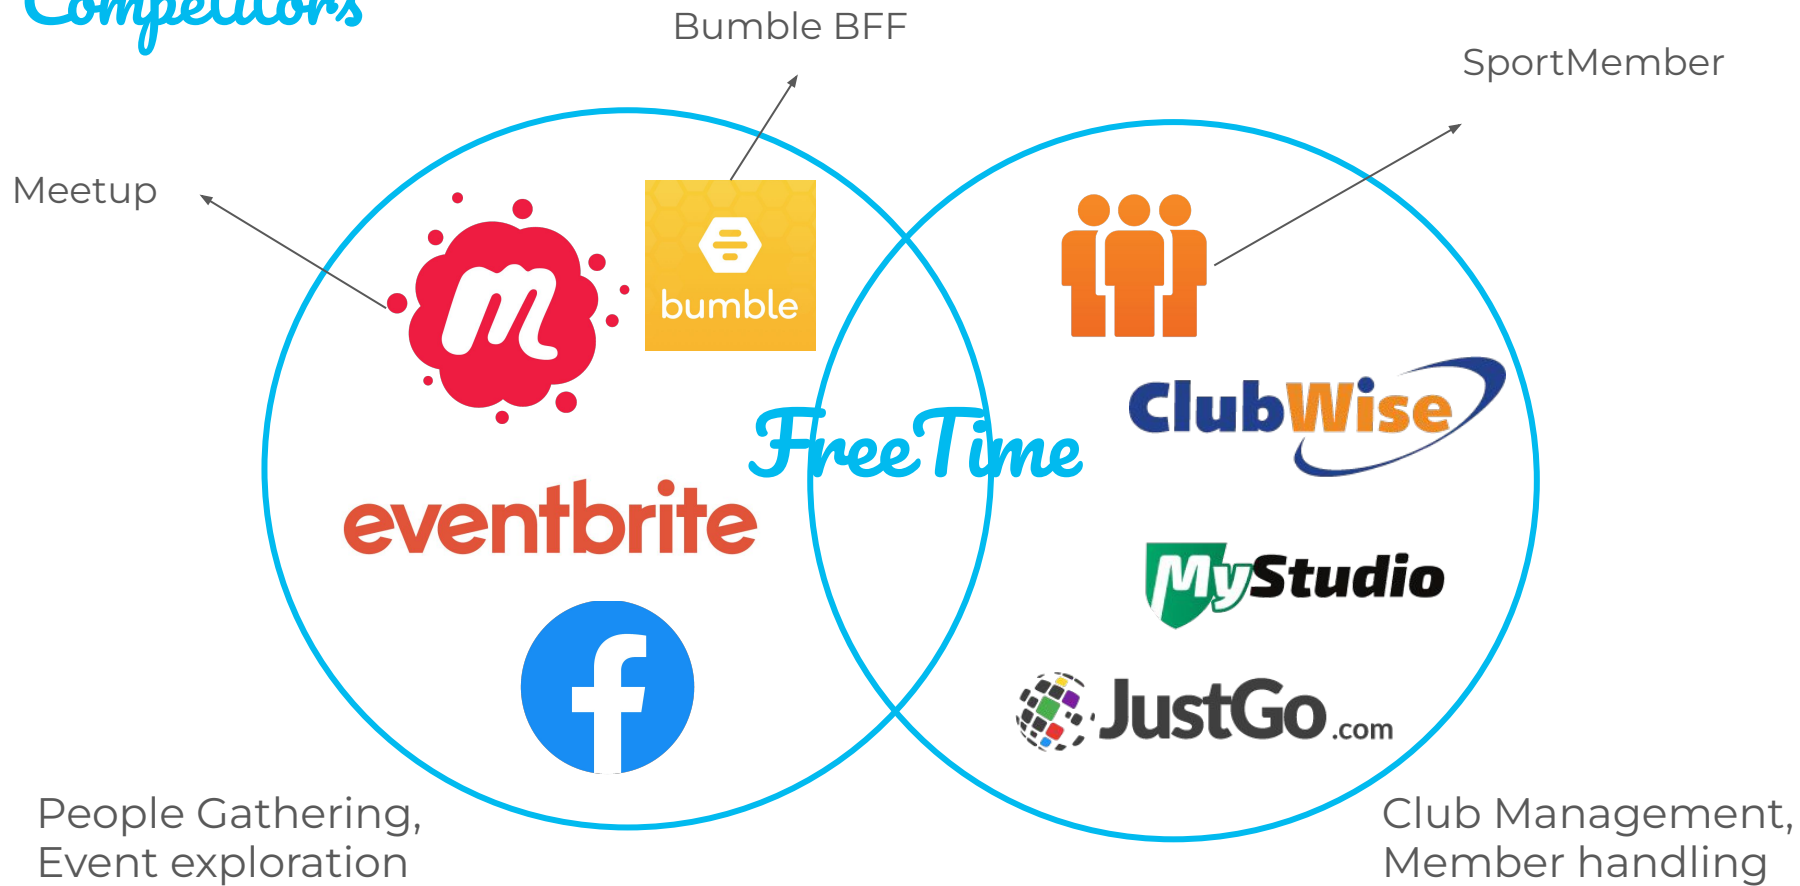 Competitors
Bumble BFF
SportMember
Meetup
m
bumble
ClubWise
FreeTime
eventbrite
MyStudio
f
JustGo.com
People Gathering,
Event exploration
Club Management,
Member handling